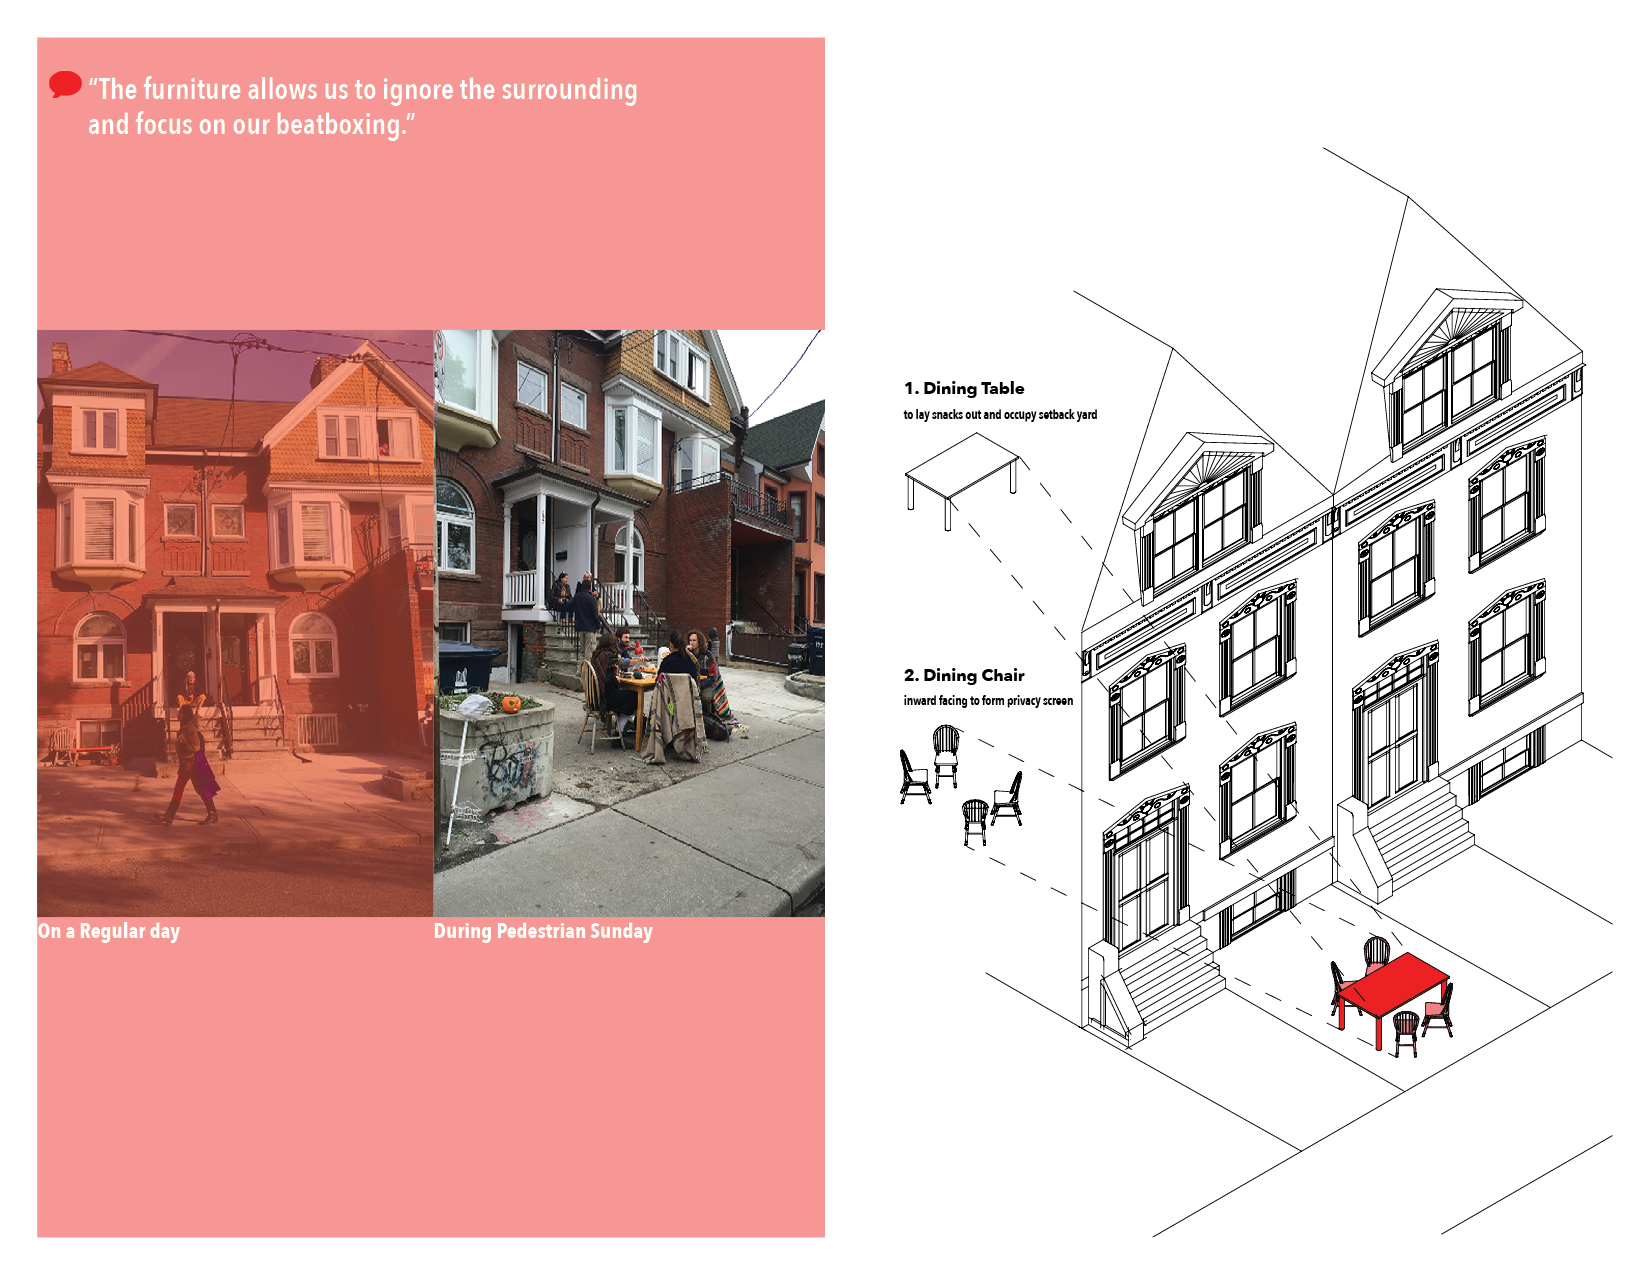 “The furniture allows us to ignore the surrounding
and focus on our beatboxing.”
On a Regular day
During Pedestrian Sunday
1. Dining Table
to lay snacks out and occupy setback yard
2. Dining Chair
inward facing to form privacy screen